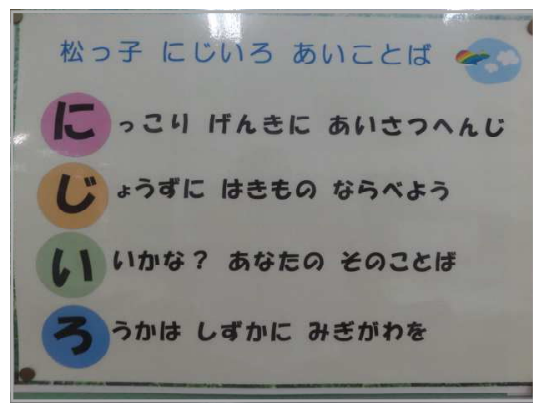 松っ子 にじいろ あいことば
にっこり げんきに あいさつへんじ
じょうずに はきもの ならべよう
いいかな? あなたの そのことば
ろうかは しずかに みぎがわを